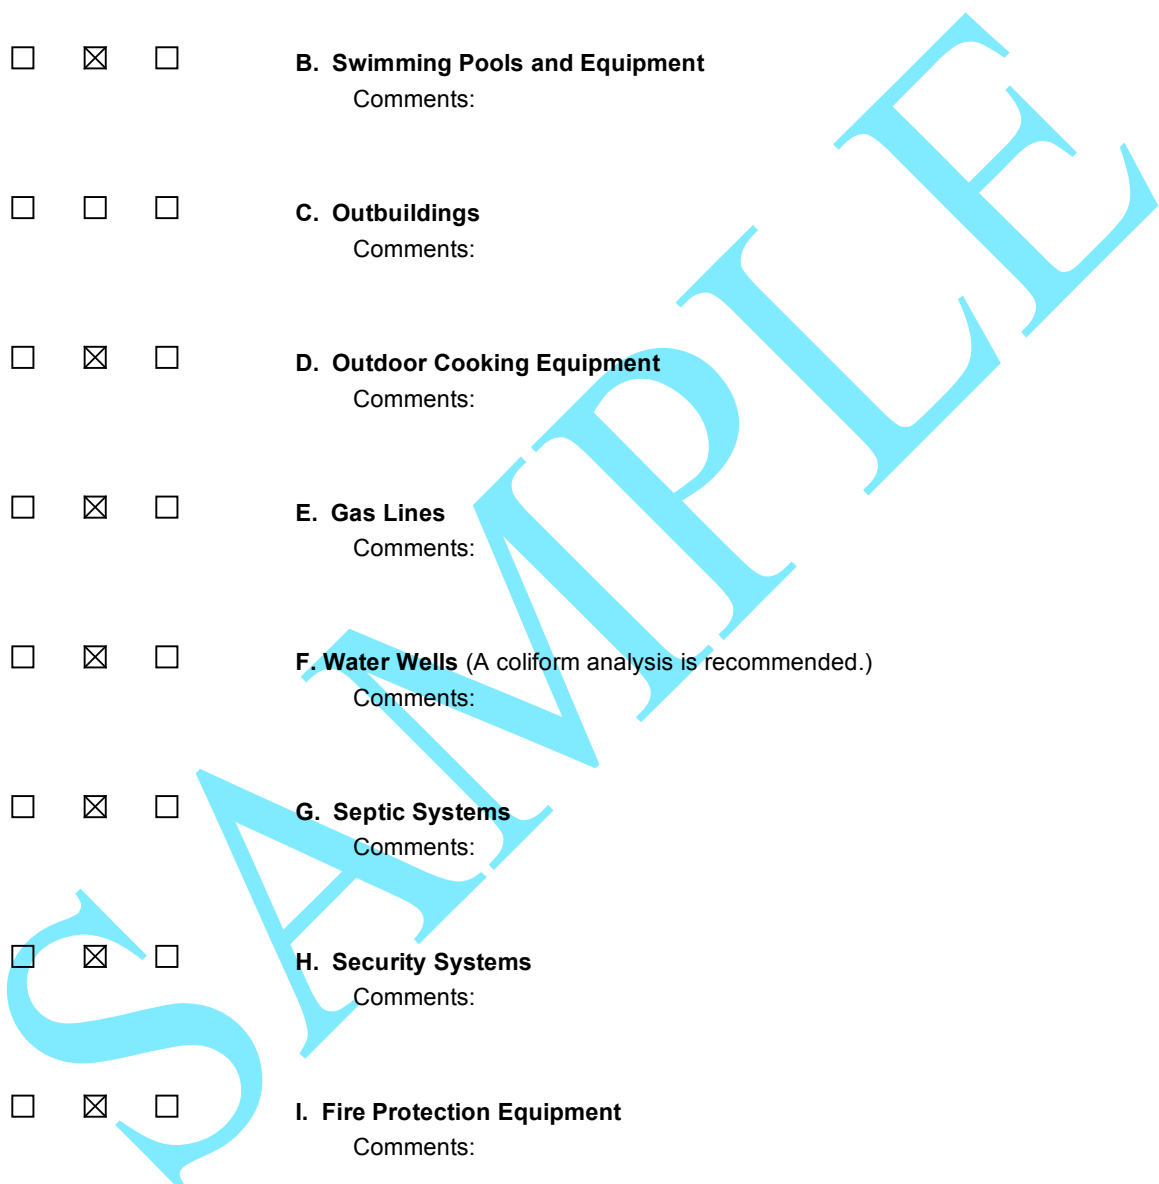 ☐ ☒ ☐ B. Swimming Pools and Equipment
Comments:
☐ ☐ ☐ C. Outbuildings
Comments:
☐ ☒ ☐ D. Outdoor Cooking Equipment
Comments:
☐ ☒ ☐ E. Gas Lines
Comments:
☐ ☒ ☐ F. Water Wells (A coliform analysis is recommended.)
Comments:
☐ ☒ ☐ G. Septic Systems
Comments:
☐ ☒ ☐ H. Security Systems
Comments:
☐ ☒ ☐ I. Fire Protection Equipment
Comments:
SAMPLE